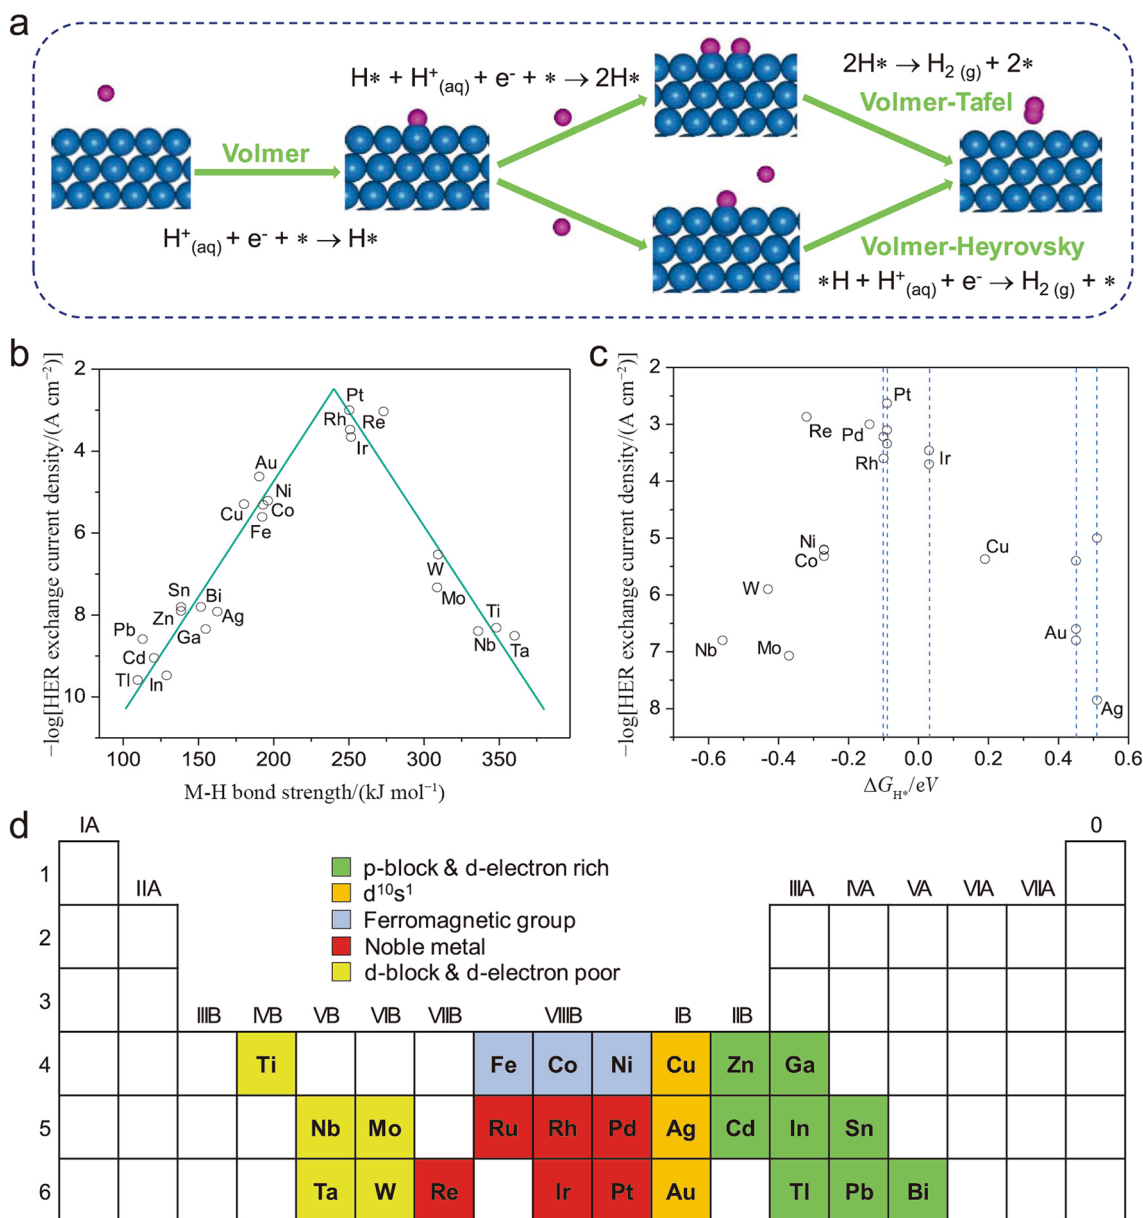 a
H* + H⁺(aq) + e⁻ + * → 2H*
2H* → H₂ (g) + 2*
Volmer-Tafel
Volmer
H⁺(aq) + e⁻ + * → H*
Volmer-Heyrovsky
*H + H⁺(aq) + e⁻ → H₂ (g) + *
b
−log[HER exchange current density/(A cm⁻²)]
2
4
6
8
10
Pt
Rh
Re
Ir
Au
Ni
Cu
Co
Fe
Sn
Bi
Zn
Ag
Ga
Pb
Cd
Tl
In
W
Mo
Ti
Nb
Ta
100
150
200
250
300
350
M-H bond strength/(kJ mol⁻¹)
c
−log[HER exchange current density/(A cm⁻²)]
2
3
4
5
6
7
8
Pt
Re
Pd
Rh
Ir
Ni
Co
Cu
W
Nb
Mo
Au
Ag
-0.6
-0.4
-0.2
0.0
0.2
0.4
0.6
ΔG_H*/eV
d
IA
0
1
IIA
p-block & d-electron rich
IIIA IVA VA VIA VIIA
d¹⁰s¹
2
Ferromagnetic group
Noble metal
d-block & d-electron poor
3
IIIB IVB VB VIB VIIB VIIIB IB IIB
4 Ti Fe Co Ni Cu Zn Ga
5 Nb Mo Ru Rh Pd Ag Cd In Sn
6 Ta W Re Ir Pt Au Tl Pb Bi